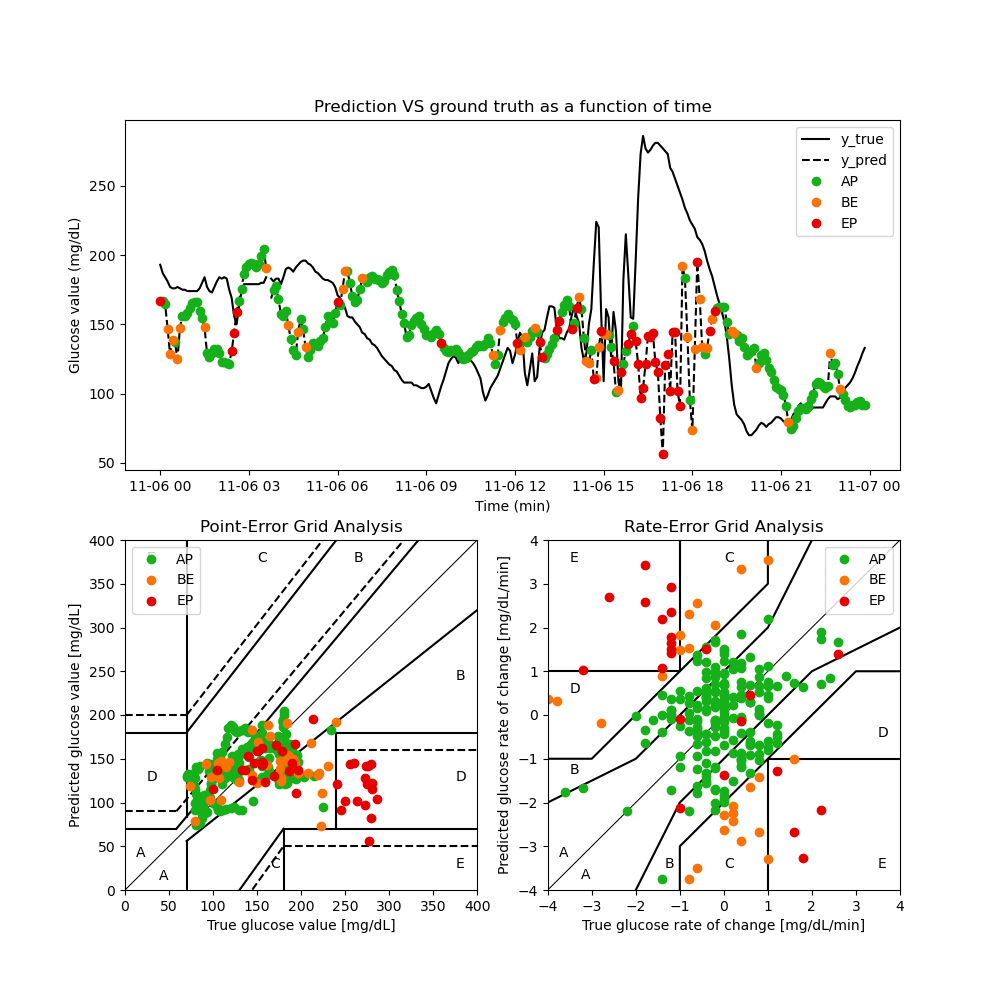 Prediction VS ground truth as a function of time
Glucose value (mg/dL)
250
200
150
100
50
y_true
y_pred
AP
BE
EP
11-06 00 11-06 03 11-06 06 11-06 09 11-06 12 11-06 15 11-06 18 11-06 21 11-07 00
Time (min)
Point-Error Grid Analysis
Predicted glucose value [mg/dL]
400
350
300
250
200
150
100
50
0
AP
BE
EP
E
C
B
B
D
D
A
A
C
E
0 50 100 150 200 250 300 350 400
True glucose value [mg/dL]
Rate-Error Grid Analysis
Predicted glucose rate of change [mg/dL/min]
4
3
2
1
0
−1
−2
−3
−4
AP
BE
EP
E
C
D
D
B
A
A
B
C
E
−4 −3 −2 −1 0 1 2 3 4
True glucose rate of change [mg/dL/min]